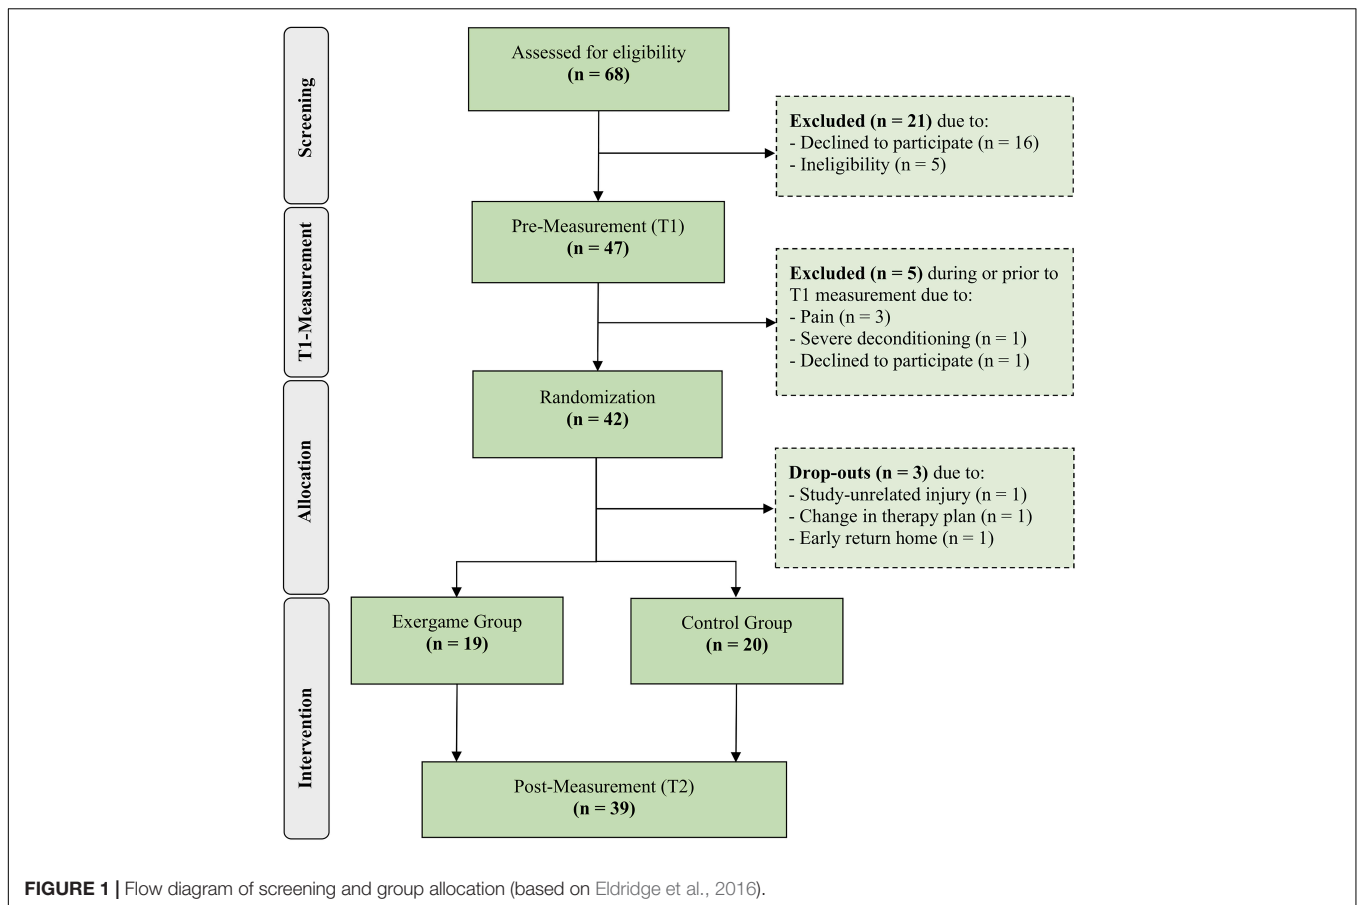 Screening
Assessed for eligibility
(n = 68)
Excluded (n = 21) due to:
- Declined to participate (n = 16)
- Ineligibility (n = 5)
T1-Measurement
Pre-Measurement (T1)
(n = 47)
Excluded (n = 5) during or prior to
T1 measurement due to:
- Pain (n = 3)
- Severe deconditioning (n = 1)
- Declined to participate (n = 1)
Allocation
Randomization
(n = 42)
Drop-outs (n = 3) due to:
- Study-unrelated injury (n = 1)
- Change in therapy plan (n = 1)
- Early return home (n = 1)
Intervention
Exergame Group
(n = 19)
Control Group
(n = 20)
Post-Measurement (T2)
(n = 39)
FIGURE 1 | Flow diagram of screening and group allocation (based on Eldridge et al., 2016).